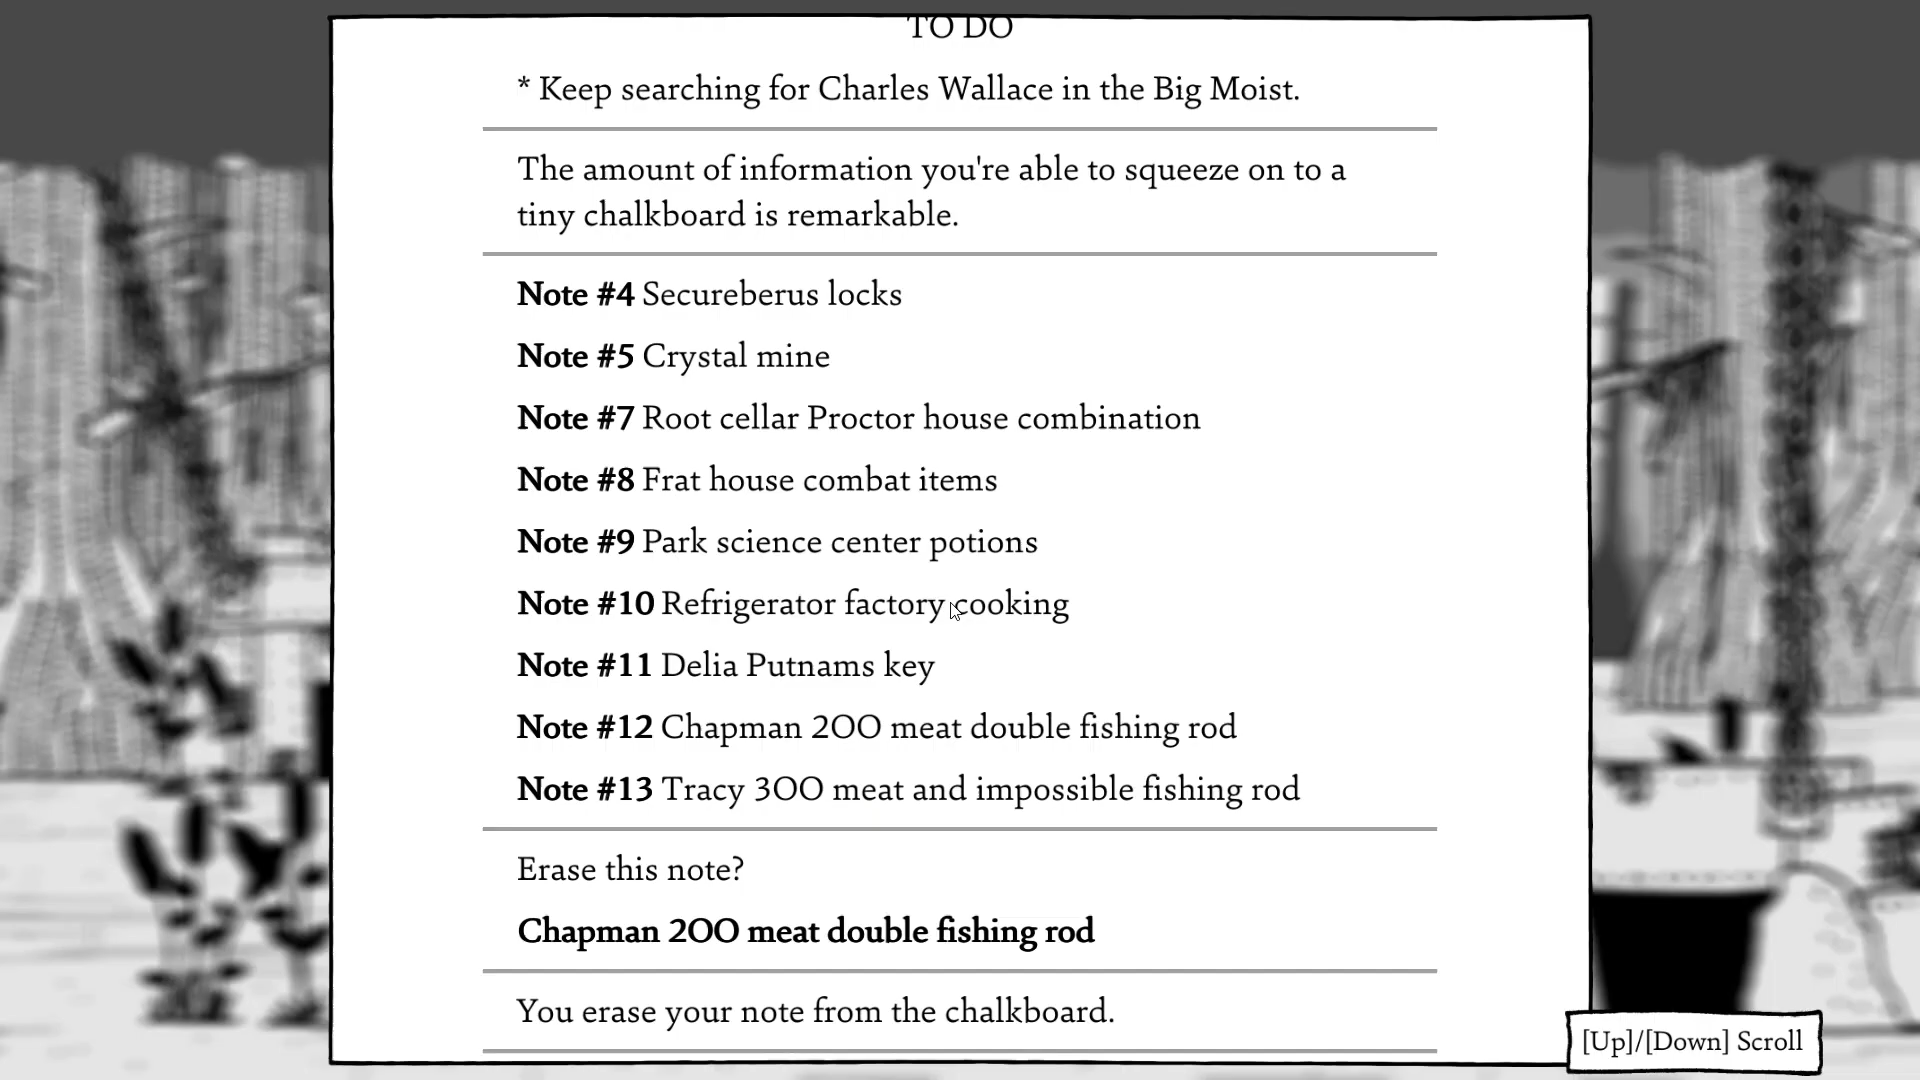 TO DO
* Keep searching for Charles Wallace in the Big Moist.
The amount of information you're able to squeeze on to a
tiny chalkboard is remarkable.
Note #4 Secureberus locks
Note #5 Crystal mine
Note #7 Root cellar Proctor house combination
Note #8 Frat house combat items
Note #9 Park science center potions
Note #10 Refrigerator factory cooking
Note #11 Delia Putnams key
Note #12 Chapman 200 meat double fishing rod
Note #13 Tracy 300 meat and impossible fishing rod
Erase this note?
Chapman 200 meat double fishing rod
You erase your note from the chalkboard.
[Up]/[Down] Scroll